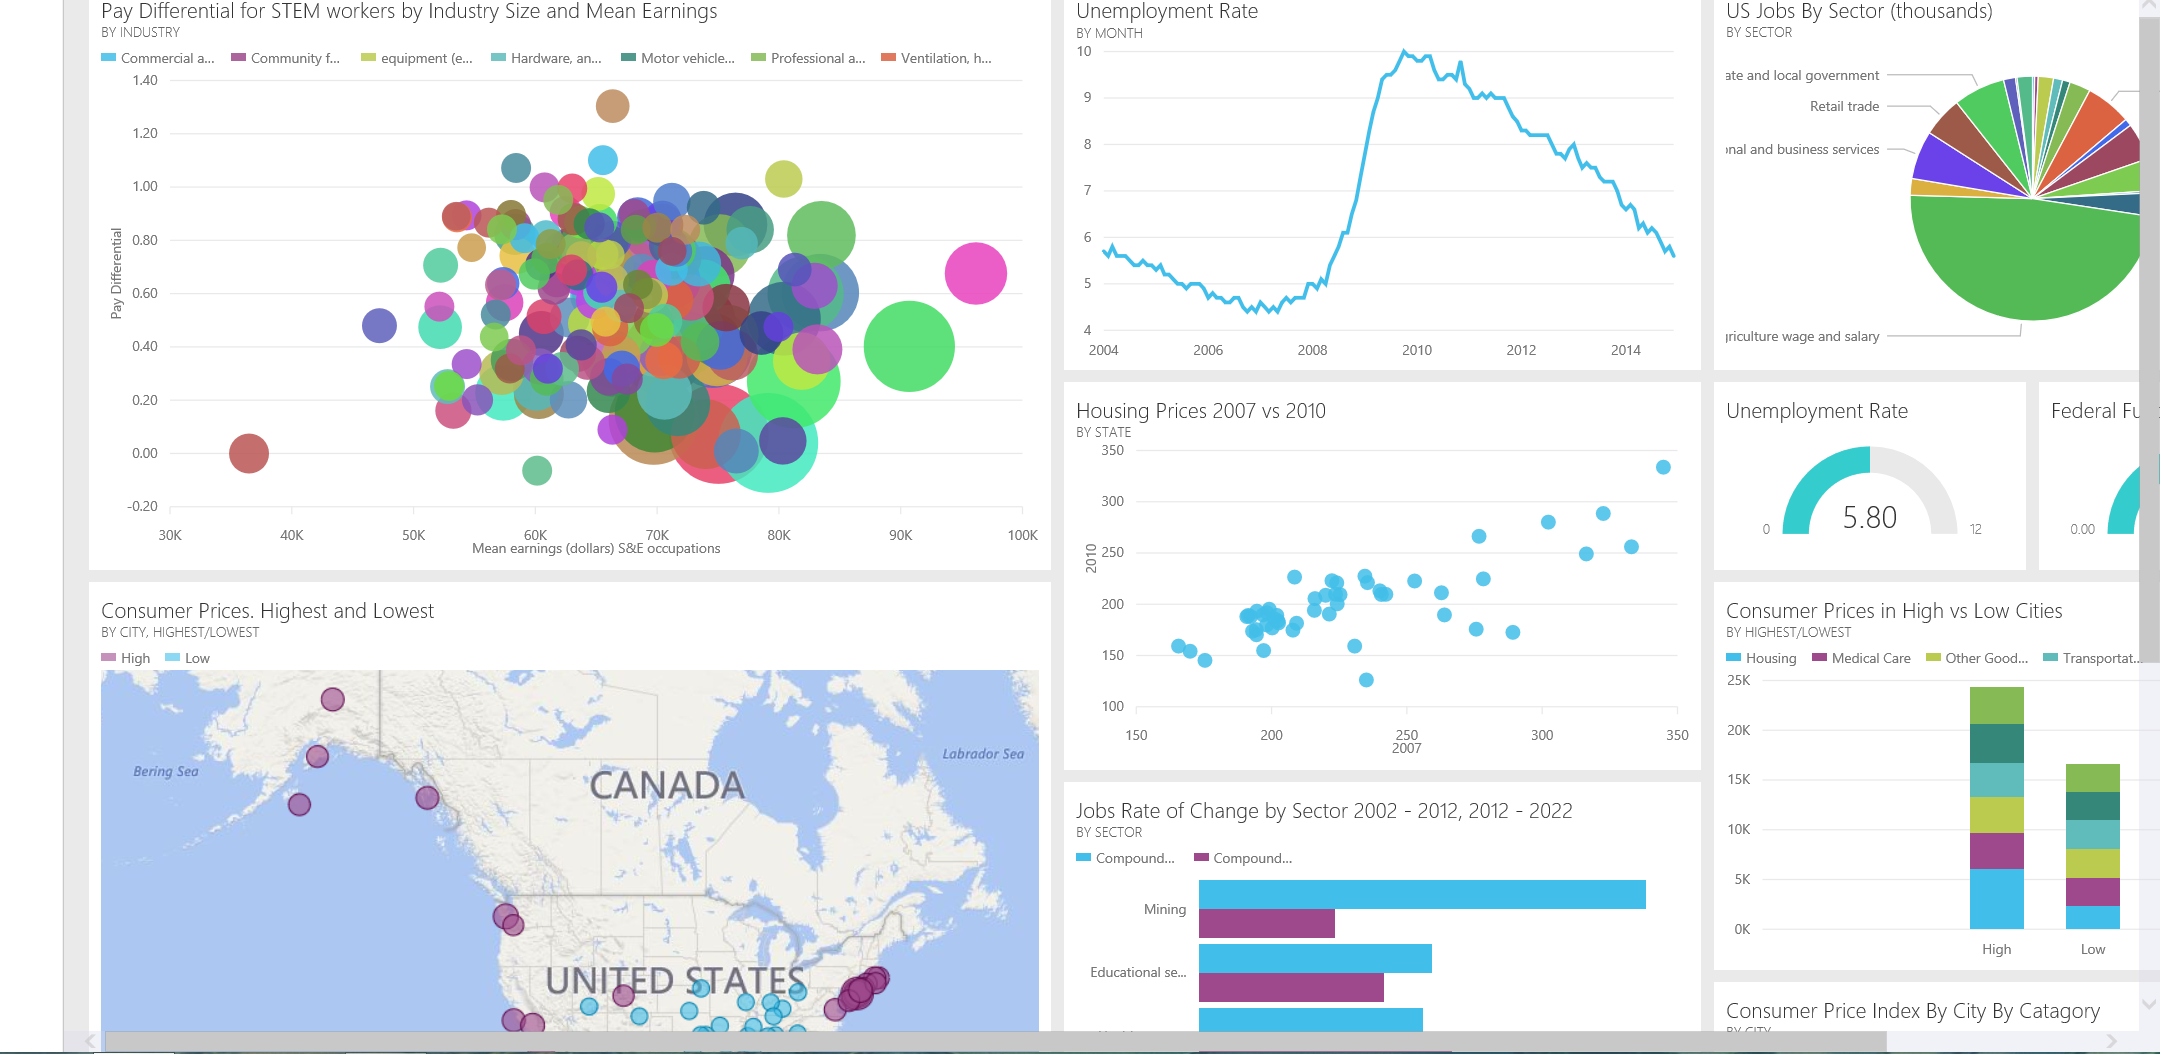 Pay Differential for STEM workers by Industry Size and Mean Earnings
BY INDUSTRY
Commercial a... Community f... equipment (e... Hardware, an... Motor vehicle... Professional a... Ventilation, h...
1.40
1.20
1.00
0.80
0.60
0.40
0.20
0.00
-0.20
Pay Differential
30K 40K 50K 60K 70K 80K 90K 100K
Mean earnings (dollars) S&E occupations
Consumer Prices. Highest and Lowest
BY CITY, HIGHEST/LOWEST
High Low
Bering Sea
CANADA
Labrador Sea
UNITED STATES
Unemployment Rate
BY MONTH
10
9
8
7
6
5
4
2004 2006 2008 2010 2012 2014
Housing Prices 2007 vs 2010
BY STATE
350
300
250
200
150
100
2010
150 200 250 300 350
2007
Jobs Rate of Change by Sector 2002 - 2012, 2012 - 2022
BY SECTOR
Compound... Compound...
Mining
Educational se...
US Jobs By Sector (thousands)
BY SECTOR
ate and local government
Retail trade
onal and business services
griculture wage and salary
Unemployment Rate
0 5.80 12
Federal Fu
0.00
Consumer Prices in High vs Low Cities
BY HIGHEST/LOWEST
Housing Medical Care Other Good... Transportat...
25K
20K
15K
10K
5K
0K
High Low
Consumer Price Index By City By Catagory
BY CITY